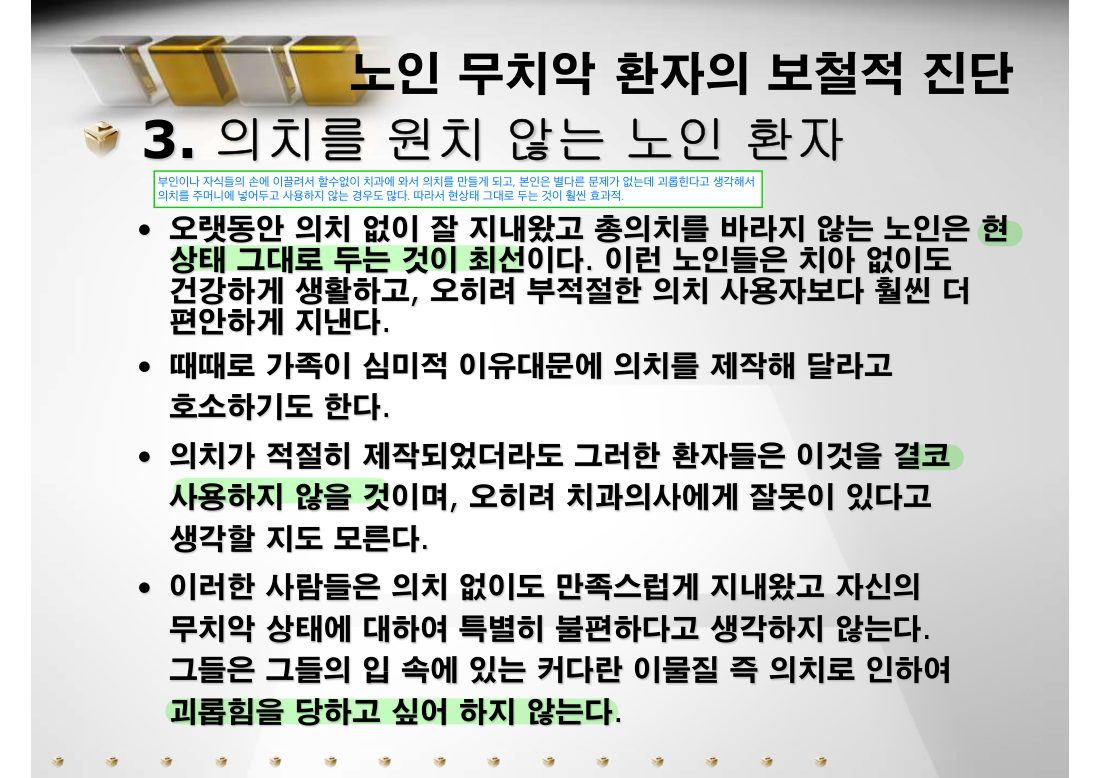 노인 무치악 환자의 보철적 진단
3. 의치를 원치 않는 노인 환자
부인이나 자식들의 손에 이끌려서 할수없이 치과에 와서 의치를 만들게 되고, 본인은 별다른 문제가 없는데 괴롭힌다고 생각해서
의치를 주머니에 넣어두고 사용하지 않는 경우도 많다. 따라서 현상태 그대로 두는 것이 훨씬 효과적.
• 오랫동안 의치 없이 잘 지내왔고 총의치를 바라지 않는 노인은 현
상태 그대로 두는 것이 최선이다. 이런 노인들은 치아 없이도
건강하게 생활하고, 오히려 부적절한 의치 사용자보다 훨씬 더
편안하게 지낸다.
• 때때로 가족이 심미적 이유대문에 의치를 제작해 달라고
호소하기도 한다.
• 의치가 적절히 제작되었더라도 그러한 환자들은 이것을 결코
사용하지 않을 것이며, 오히려 치과의사에게 잘못이 있다고
생각할 지도 모른다.
• 이러한 사람들은 의치 없이도 만족스럽게 지내왔고 자신의
무치악 상태에 대하여 특별히 불편하다고 생각하지 않는다.
그들은 그들의 입 속에 있는 커다란 이물질 즉 의치로 인하여
괴롭힘을 당하고 싶어 하지 않는다.